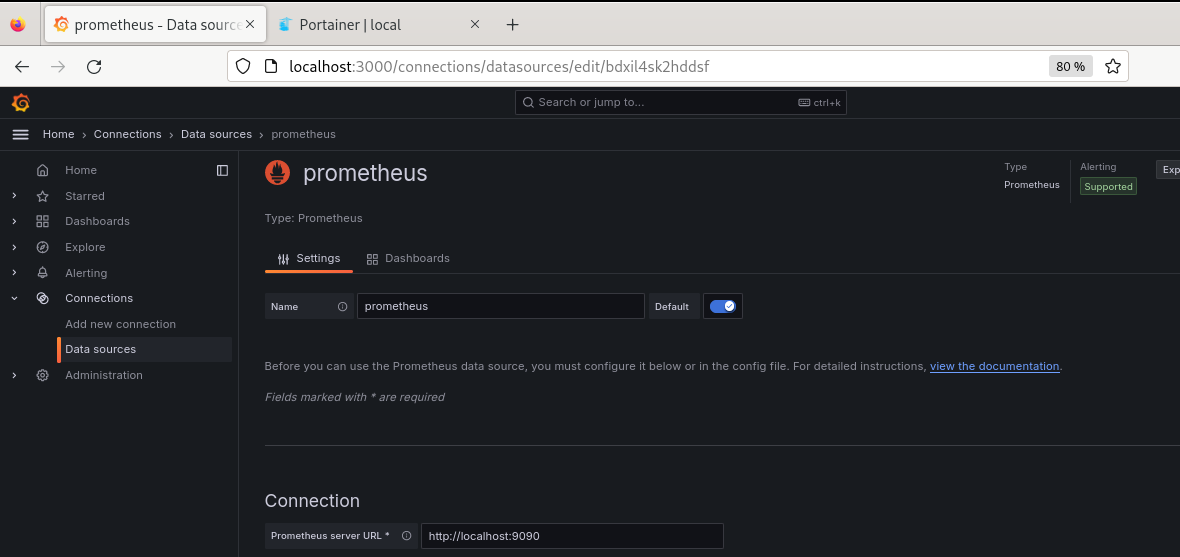 prometheus - Data source
Portainer | local
localhost:3000/connections/datasources/edit/bdxil4sk2hddsf
80 %
Search or jump to...
ctrl+k
Home › Connections › Data sources › prometheus
Home
Starred
Dashboards
Explore
Alerting
Connections
Add new connection
Data sources
Administration
prometheus
Type
Prometheus
Alerting
Supported
Exp
Type: Prometheus
Settings
Dashboards
Name
prometheus
Default
Before you can use the Prometheus data source, you must configure it below or in the config file. For detailed instructions, view the documentation.
Fields marked with * are required
Connection
Prometheus server URL *
http://localhost:9090